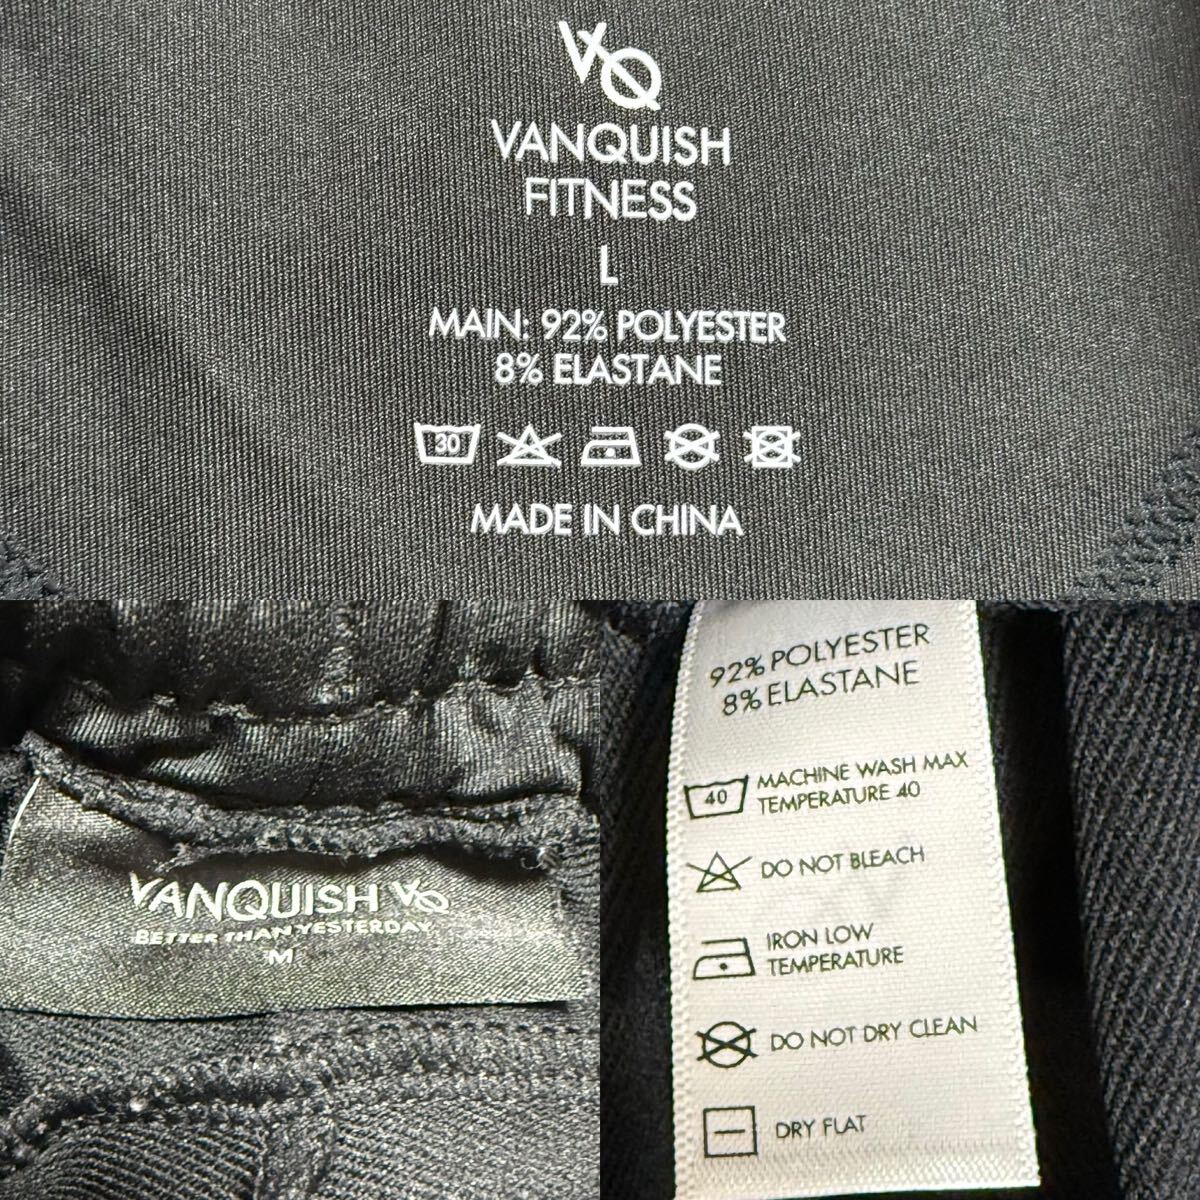 VQ
VANQUISH
FITNESS
L
MAIN: 92% POLYESTER
8% ELASTANE
30
MADE IN CHINA
VANQUISH VQ
BETTER THAN YESTERDAY
M
92% POLYESTER
8% ELASTANE
40
MACHINE WASH MAX
TEMPERATURE 40
DO NOT BLEACH
IRON LOW
TEMPERATURE
DO NOT DRY CLEAN
DRY FLAT